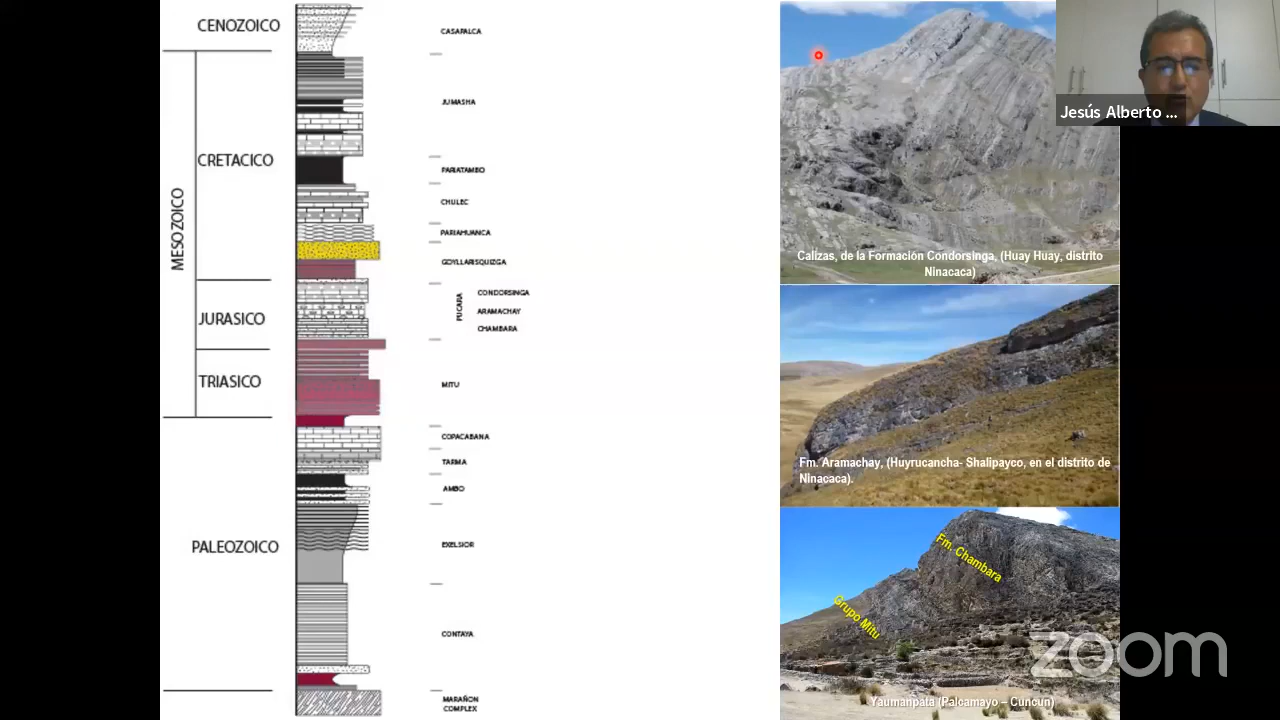 CENOZOICO
MESOZOICO
CRETACICO
JURASICO
TRIASICO
PALEOZOICO
CASAPALCA
JUMASHA
PARIATAMBO
CHULEC
PARIAHUANCA
GOYLLARISQUIZGA
PUCARA
CONDORSINGA
ARAMACHAY
CHAMBARA
MITU
COPACABANA
TARMA
AMBO
EXELSIOR
CONTAYA
MARAÑON
COMPLEX
Calizas, de la Formación Condorsinga, (Huay Huay, distrito
Ninacaca)
Fm. Aramachay, (Huyrucancha- Shalipayco, en el distrito de
Ninacaca).
Fm. Chambara
Grupo Mitu
Yaumanpata (Palcamayo – Cuncun)
Jesús Alberto ...
zoom